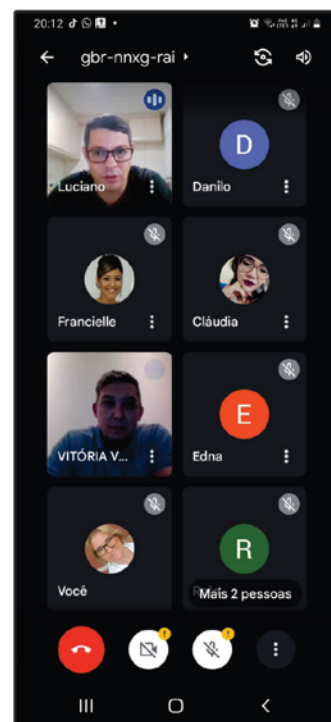 20:12
gbr-nnxg-rai
Luciano
D
Danilo
Francielle
Cláudia
VITÓRIA V...
E
Edna
Você
R
Mais 2 pessoas